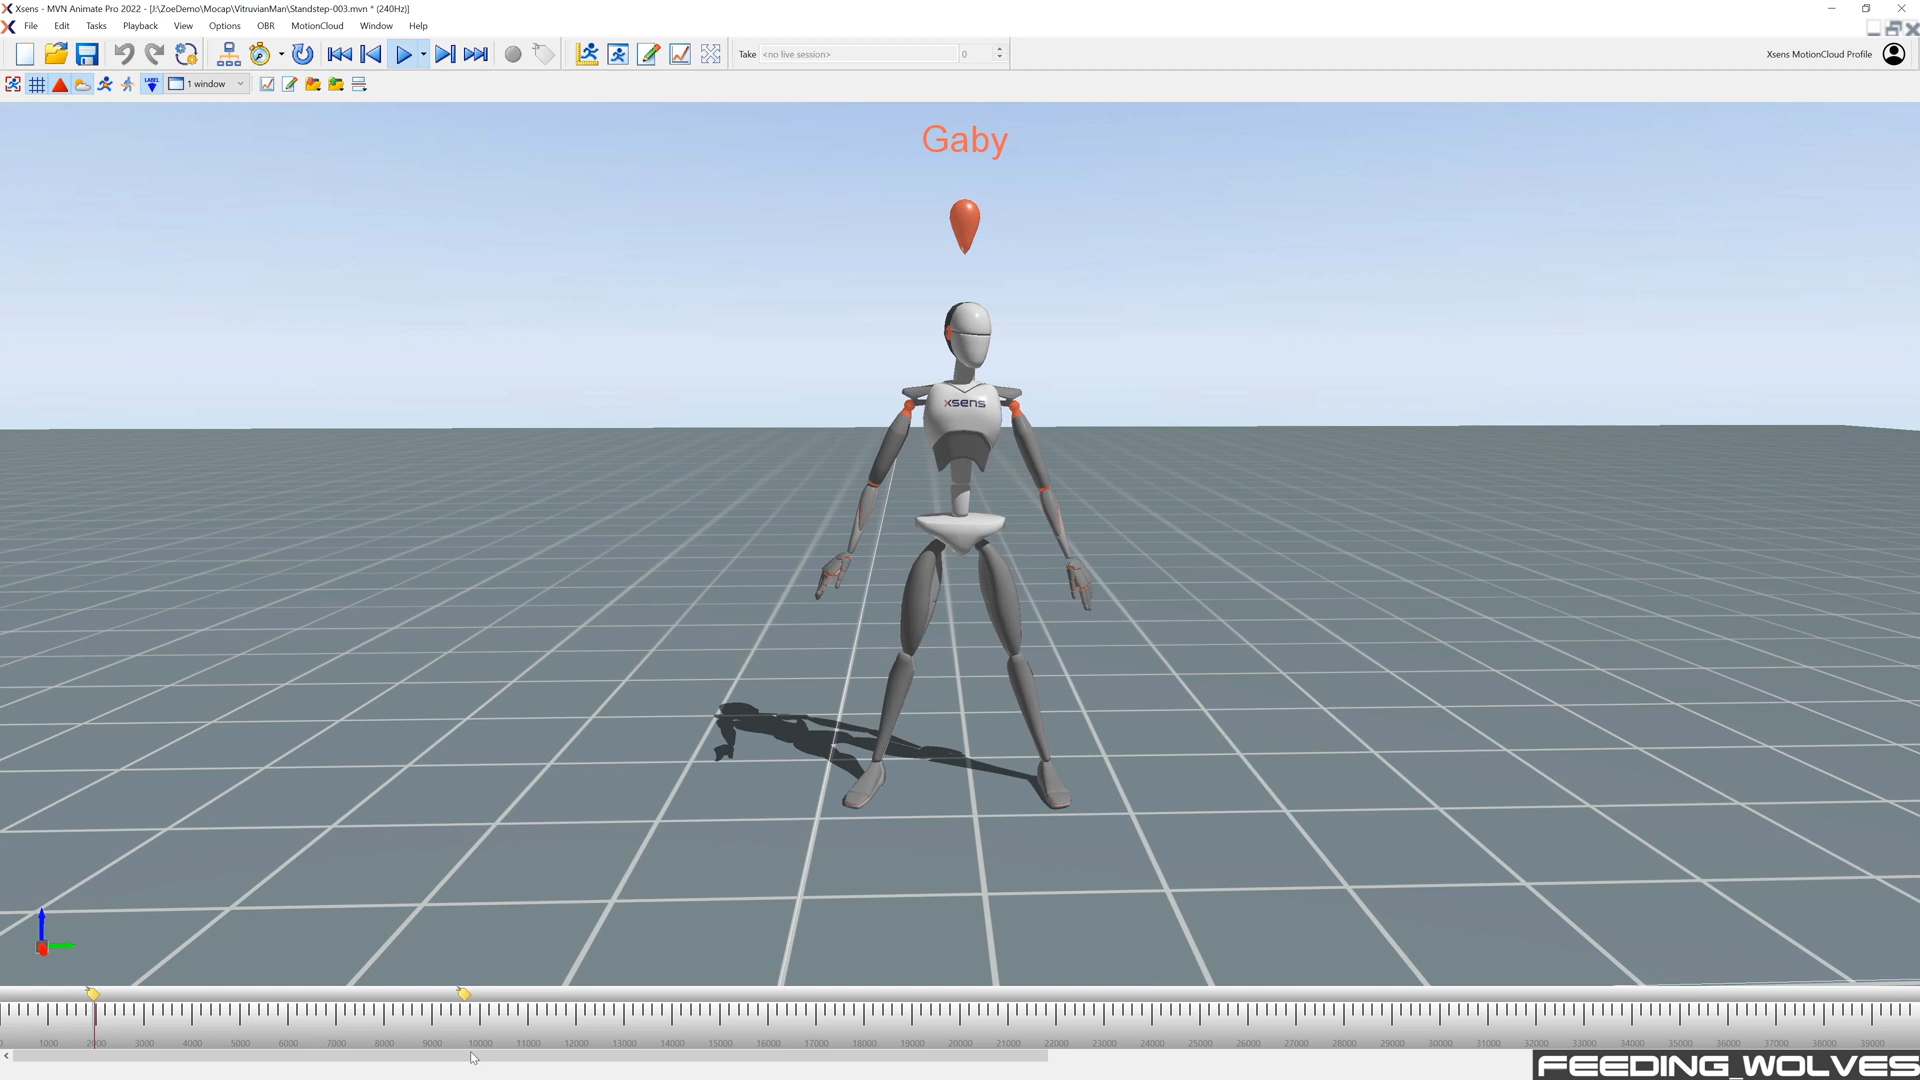 Xsens - MVN Animate Pro 2022 - [J:\ZoeDemo\Mocap\VitruvianMan\Standstep-003.mvn * (240Hz)]
File Edit Tasks Playback View Options OBR MotionCloud Window Help
Take <no live session> 0
Xsens MotionCloud Profile
LABEL 1 window
Gaby
xsens
0 1000 2000 3000 4000 5000 6000 7000 8000 9000 10000 11000 12000 13000 14000 15000 16000 17000 18000 19000 20000 21000 22000 23000 24000 25000 26000 27000 28000 29000 30000 31000 32000 33000 34000 35000 36000 37000 38000 39000
FEEDING_WOLVES